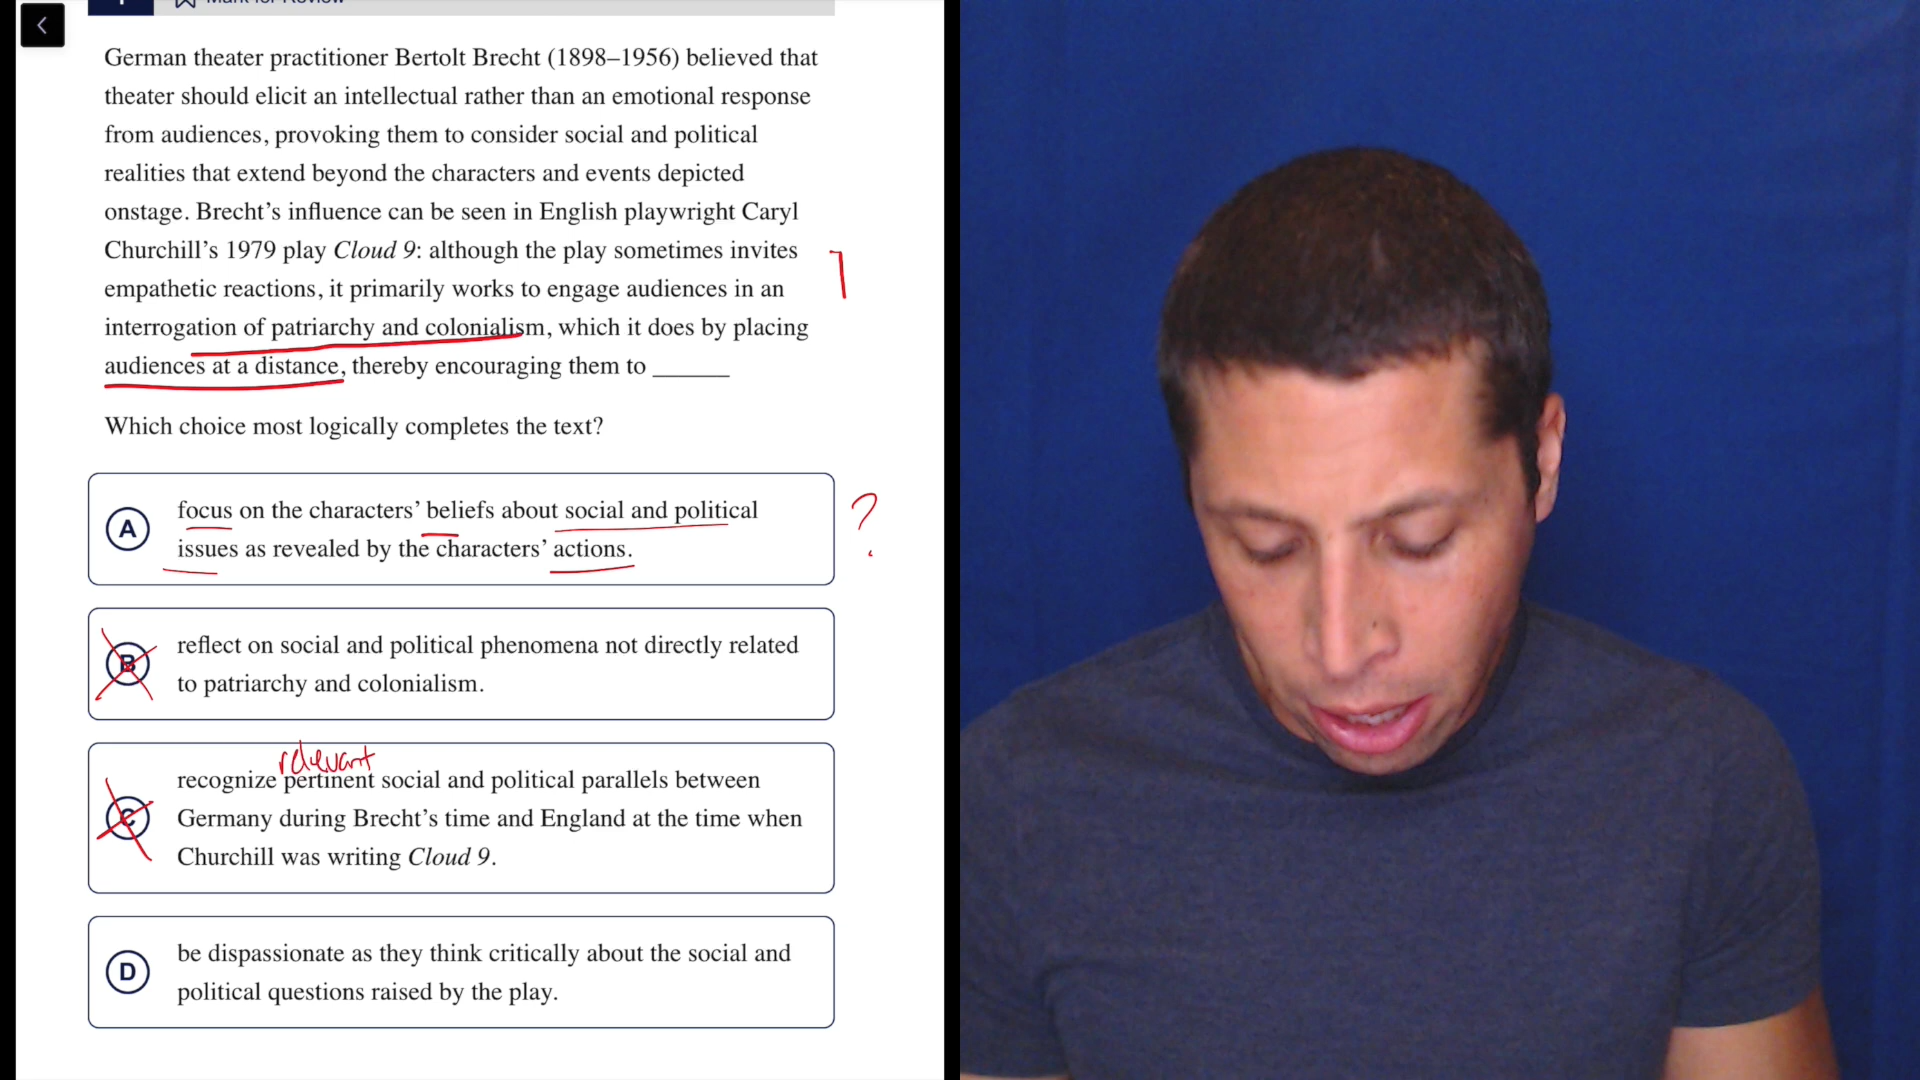 German theater practitioner Bertolt Brecht (1898–1956) believed that
theater should elicit an intellectual rather than an emotional response
from audiences, provoking them to consider social and political
realities that extend beyond the characters and events depicted
onstage. Brecht’s influence can be seen in English playwright Caryl
Churchill’s 1979 play Cloud 9: although the play sometimes invites
empathetic reactions, it primarily works to engage audiences in an
interrogation of patriarchy and colonialism, which it does by placing
audiences at a distance, thereby encouraging them to ______
Which choice most logically completes the text?
A
focus on the characters’ beliefs about social and political
issues as revealed by the characters’ actions.
?
B
reflect on social and political phenomena not directly related
to patriarchy and colonialism.
relevant
C
recognize pertinent social and political parallels between
Germany during Brecht’s time and England at the time when
Churchill was writing Cloud 9.
D
be dispassionate as they think critically about the social and
political questions raised by the play.